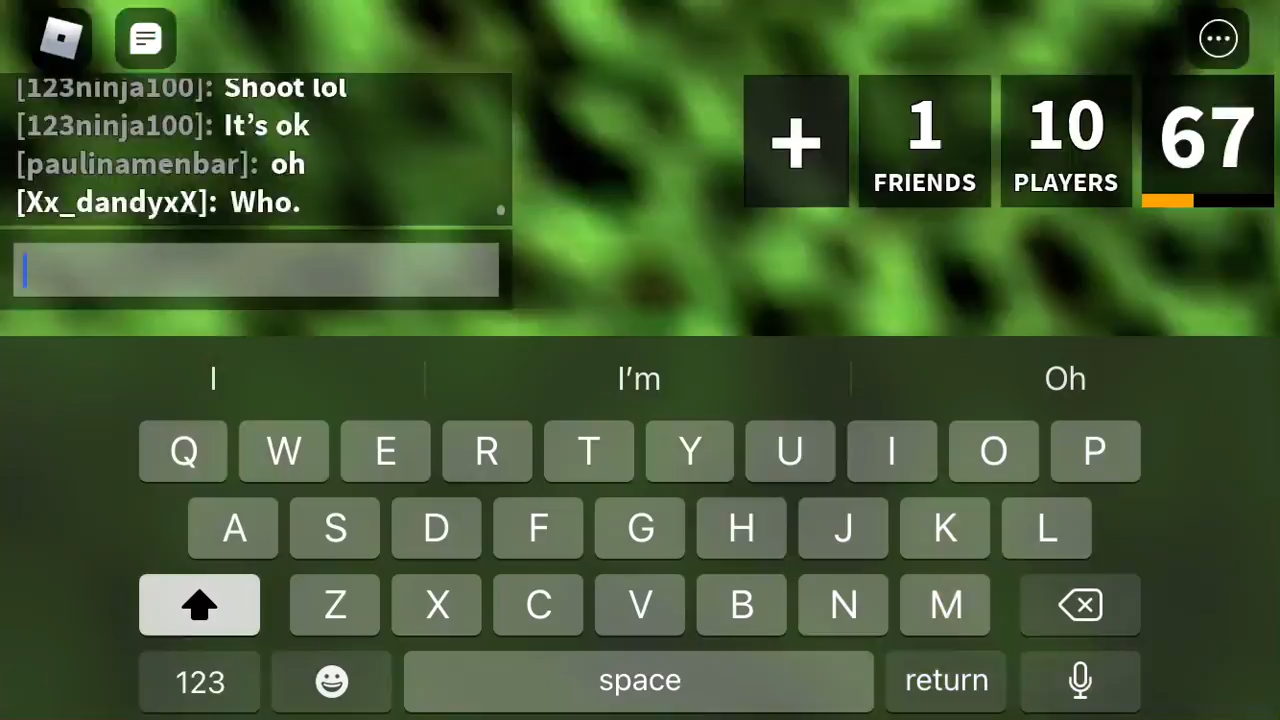 [123ninja100]: Shoot lol
[123ninja100]: It's ok
[paulinamenbar]: oh
[Xx_dandyxX]: Who.
+
1
FRIENDS
10
PLAYERS
67
I
I'm
Oh
Q W E R T Y U I O P
A S D F G H J K L
Z X C V B N M
123
space
return